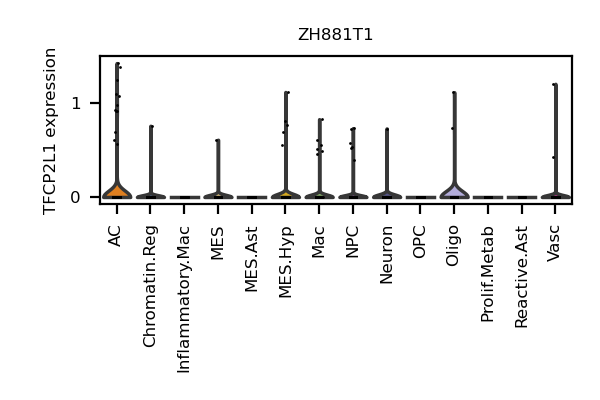 ZH881T1
TFCP2L1 expression
1
0
AC
Chromatin.Reg
Inflammatory.Mac
MES
MES.Ast
MES.Hyp
Mac
NPC
Neuron
OPC
Oligo
Prolif.Metab
Reactive.Ast
Vasc